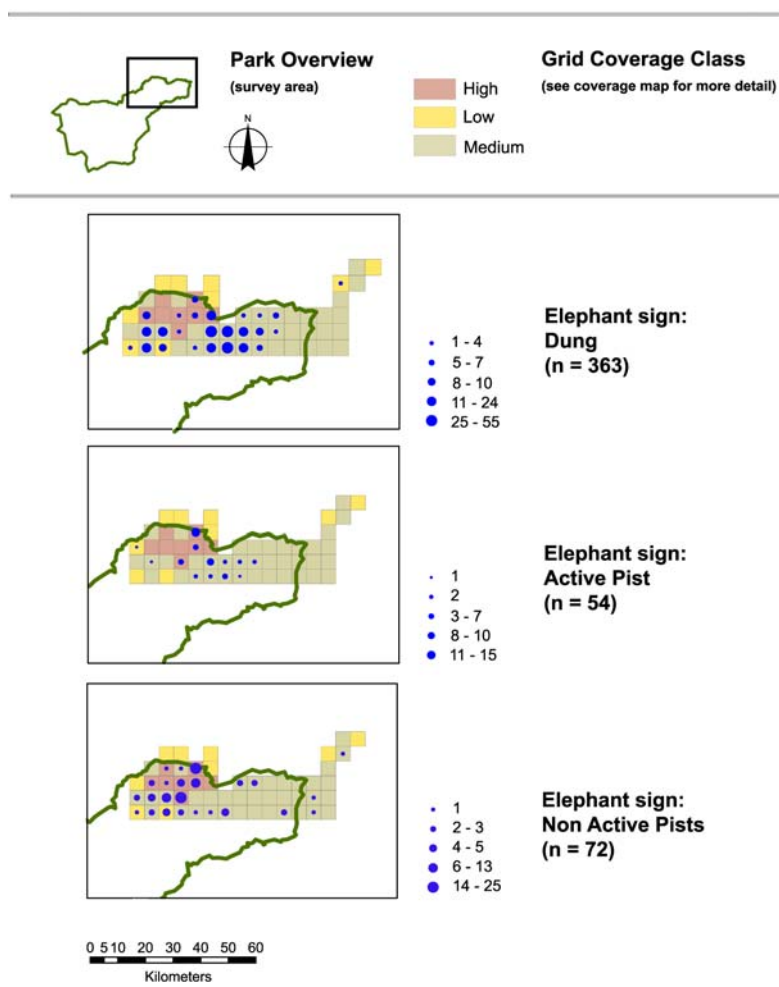 Park Overview
(survey area)
N
Grid Coverage Class
(see coverage map for more detail)
High
Low
Medium
Elephant sign:
Dung
(n = 363)
1 - 4
5 - 7
8 - 10
11 - 24
25 - 55
Elephant sign:
Active Pist
(n = 54)
1
2
3 - 7
8 - 10
11 - 15
Elephant sign:
Non Active Pists
(n = 72)
1
2 - 3
4 - 5
6 - 13
14 - 25
0 5 10 20 30 40 50 60
Kilometers